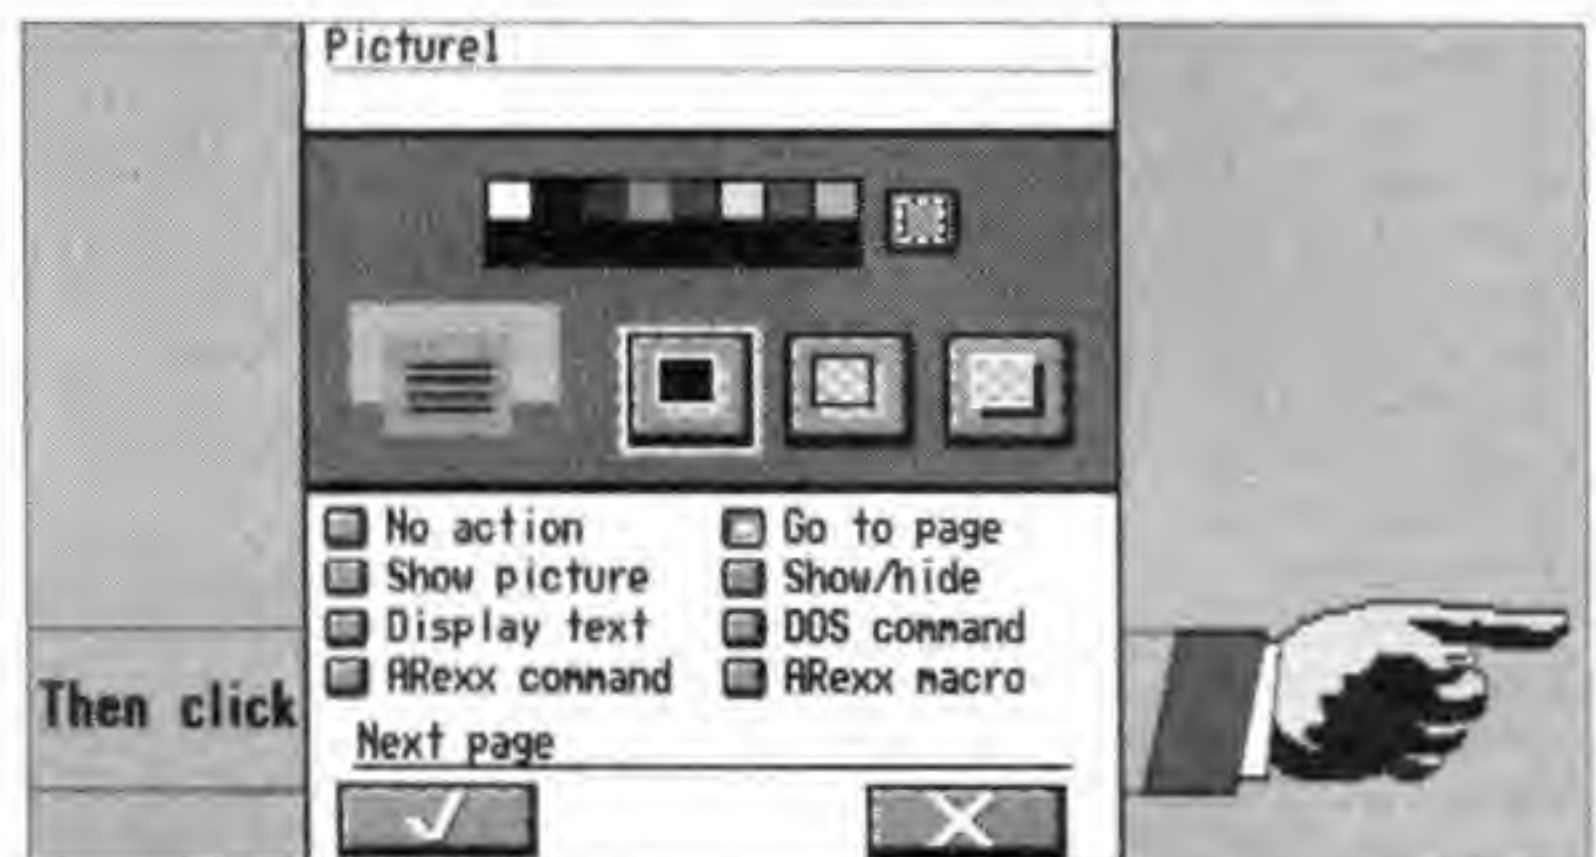 Picture1
No action
Go to page
Show picture
Show/hide
Display text
DOS command
ARexx command
ARexx macro
Then click
Next page